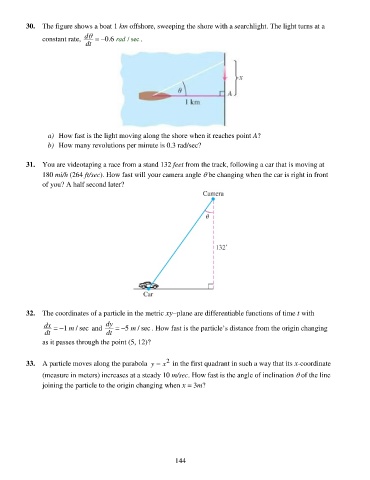 30. The figure shows a boat 1 km offshore, sweeping the shore with a searchlight. The light turns at a
constant rate, dθ/dt = −0.6 rad / sec .
x
θ
A
1 km
a) How fast is the light moving along the shore when it reaches point A?
b) How many revolutions per minute is 0.3 rad/sec?
31. You are videotaping a race from a stand 132 feet from the track, following a car that is moving at
180 mi/h (264 ft/sec). How fast will your camera angle θ be changing when the car is right in front
of you? A half second later?
Camera
θ
132'
Car
32. The coordinates of a particle in the metric xy–plane are differentiable functions of time t with
dx/dt = −1 m / sec and dy/dt = −5 m / sec . How fast is the particle's distance from the origin changing
as it passes through the point (5, 12)?
33. A particle moves along the parabola y = x² in the first quadrant in such a way that its x-coordinate
(measure in meters) increases at a steady 10 m/sec. How fast is the angle of inclination θ of the line
joining the particle to the origin changing when x = 3m?
144